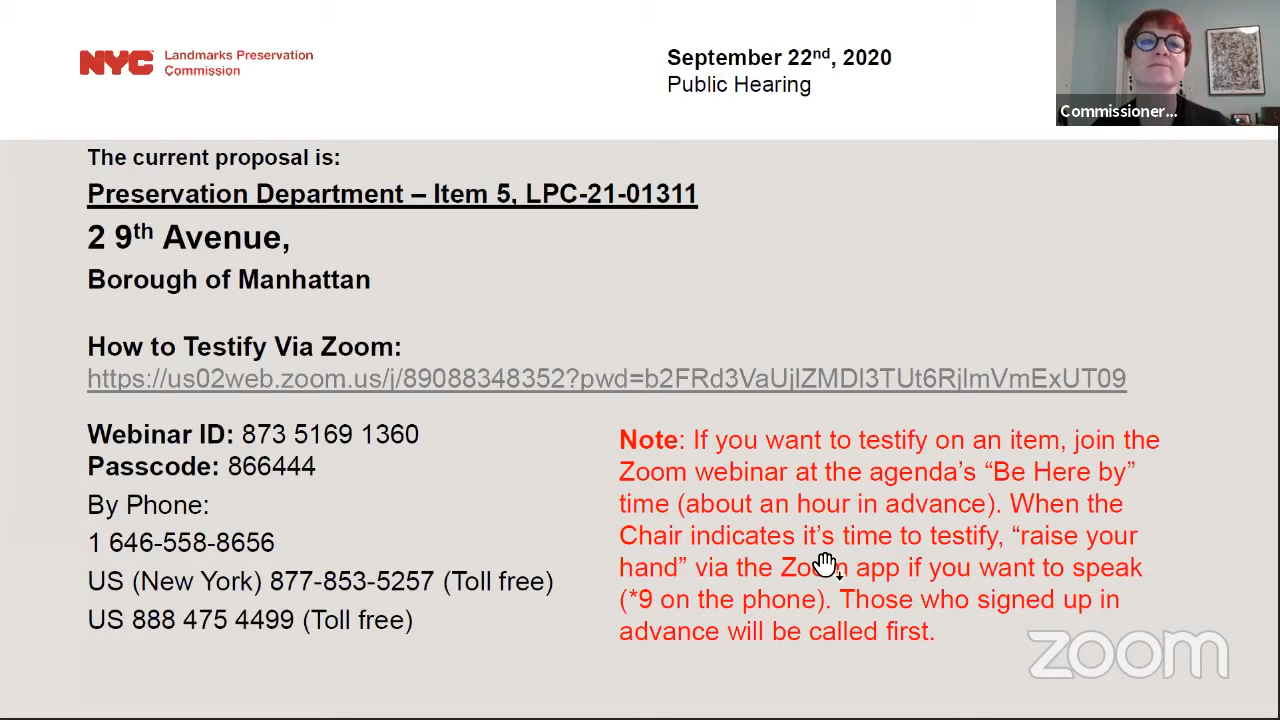 NYC Landmarks Preservation
Commission
September 22nd, 2020
Public Hearing
Commissioner...
The current proposal is:
Preservation Department – Item 5, LPC-21-01311
2 9th Avenue,
Borough of Manhattan
How to Testify Via Zoom:
https://us02web.zoom.us/j/89088348352?pwd=b2FRd3VaUjlZMDl3TUt6RjlmVmExUT09
Webinar ID: 873 5169 1360
Passcode: 866444
By Phone:
1 646-558-8656
US (New York) 877-853-5257 (Toll free)
US 888 475 4499 (Toll free)
Note: If you want to testify on an item, join the
Zoom webinar at the agenda’s “Be Here by”
time (about an hour in advance). When the
Chair indicates it’s time to testify, “raise your
hand” via the Zoom app if you want to speak
(*9 on the phone). Those who signed up in
advance will be called first.
zoom